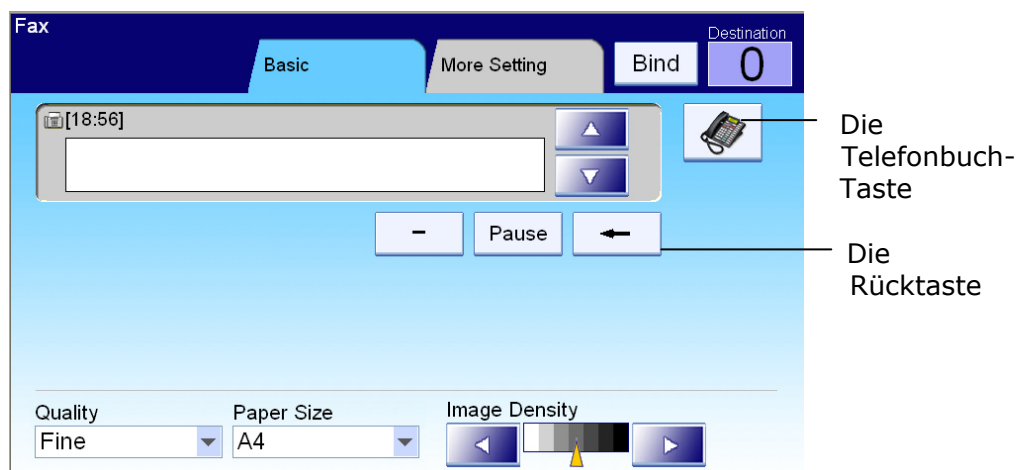 Fax
Destination
Basic
More Setting
Bind
0
[18:56]
Die
Telefonbuch-
Taste
–
Pause
Die
Rücktaste
Quality
Paper Size
Image Density
Fine
A4